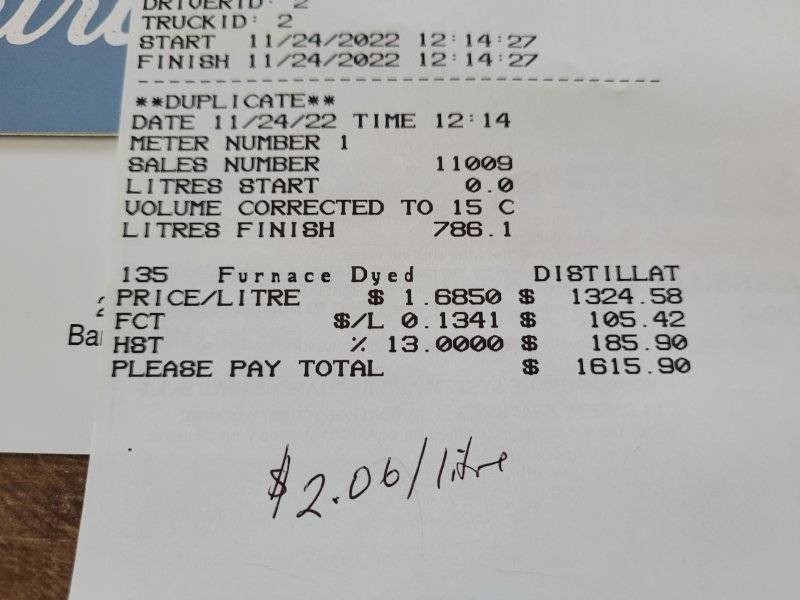 DRIVERID: 2
TRUCKID: 2
START 11/24/2022 12:14:27
FINISH 11/24/2022 12:14:27
**DUPLICATE**
DATE 11/24/22 TIME 12:14
METER NUMBER 1
SALES NUMBER 11009
LITRES START 0.0
VOLUME CORRECTED TO 15 C
LITRES FINISH 786.1
135 Furnace Dyed DISTILLAT
PRICE/LITRE $ 1.6850 $ 1324.58
FCT $/L 0.1341 $ 105.42
HST % 13.0000 $ 185.90
PLEASE PAY TOTAL $ 1615.90
$2.06/litre